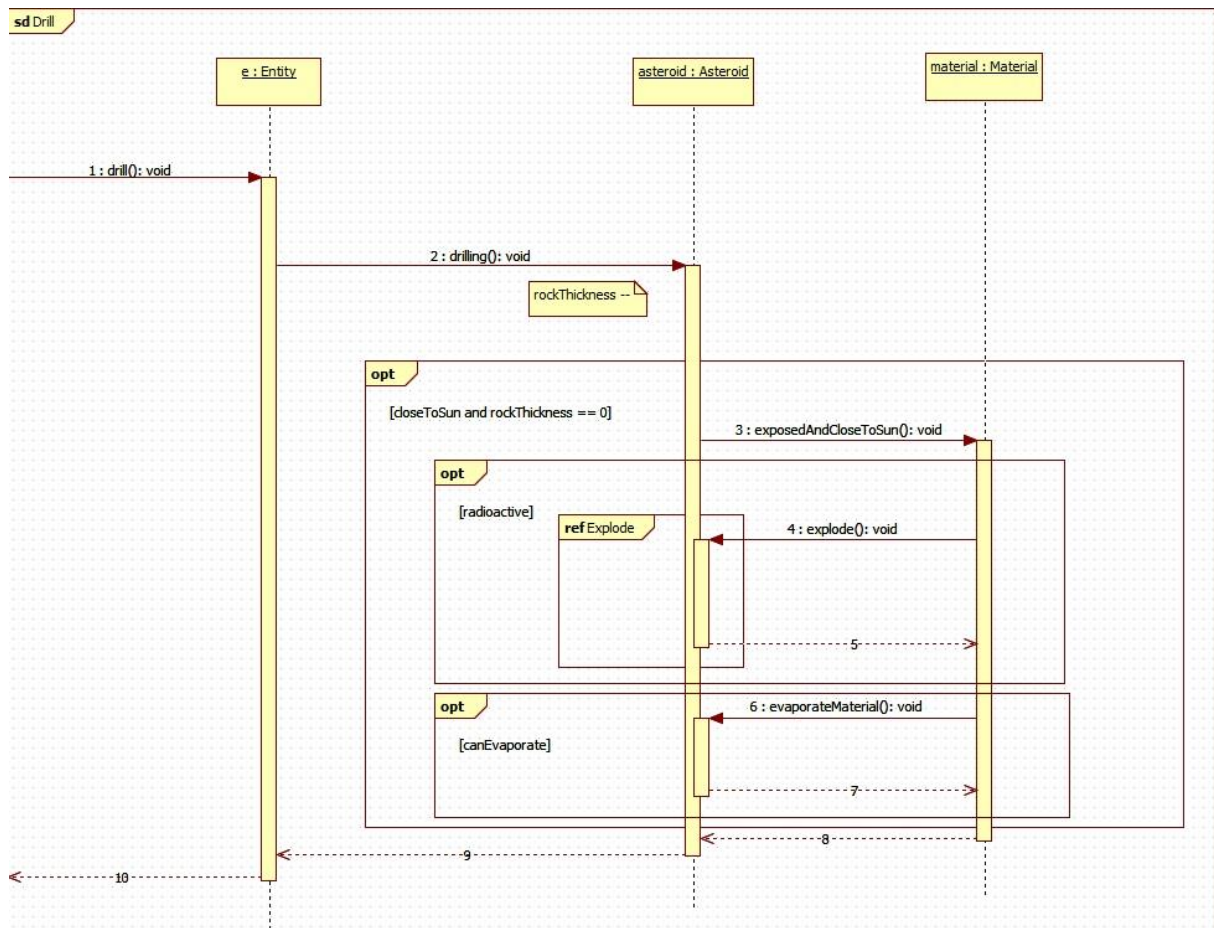 sd Drill
e : Entity
asteroid : Asteroid
material : Material
1 : drill(): void
2 : drilling(): void
rockThickness --
opt
[closeToSun and rockThickness == 0]
3 : exposedAndCloseToSun(): void
opt
[radioactive]
ref Explode
4 : explode(): void
5
opt
6 : evaporateMaterial(): void
[canEvaporate]
7
8
9
10